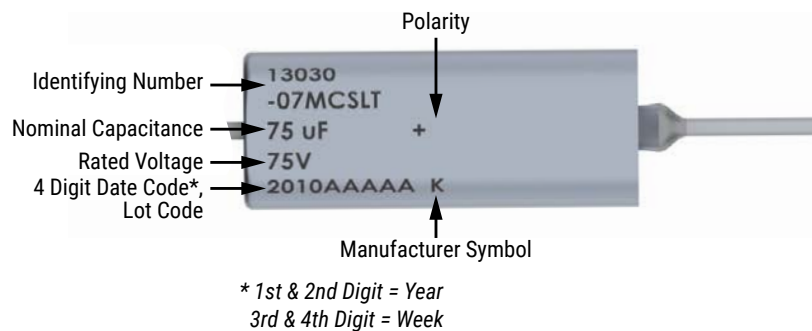 Polarity
Identifying Number
13030
-07MCSLT
Nominal Capacitance
75 uF +
Rated Voltage
75V
4 Digit Date Code*,
Lot Code
2010AAAAA K
Manufacturer Symbol
* 1st & 2nd Digit = Year
3rd & 4th Digit = Week